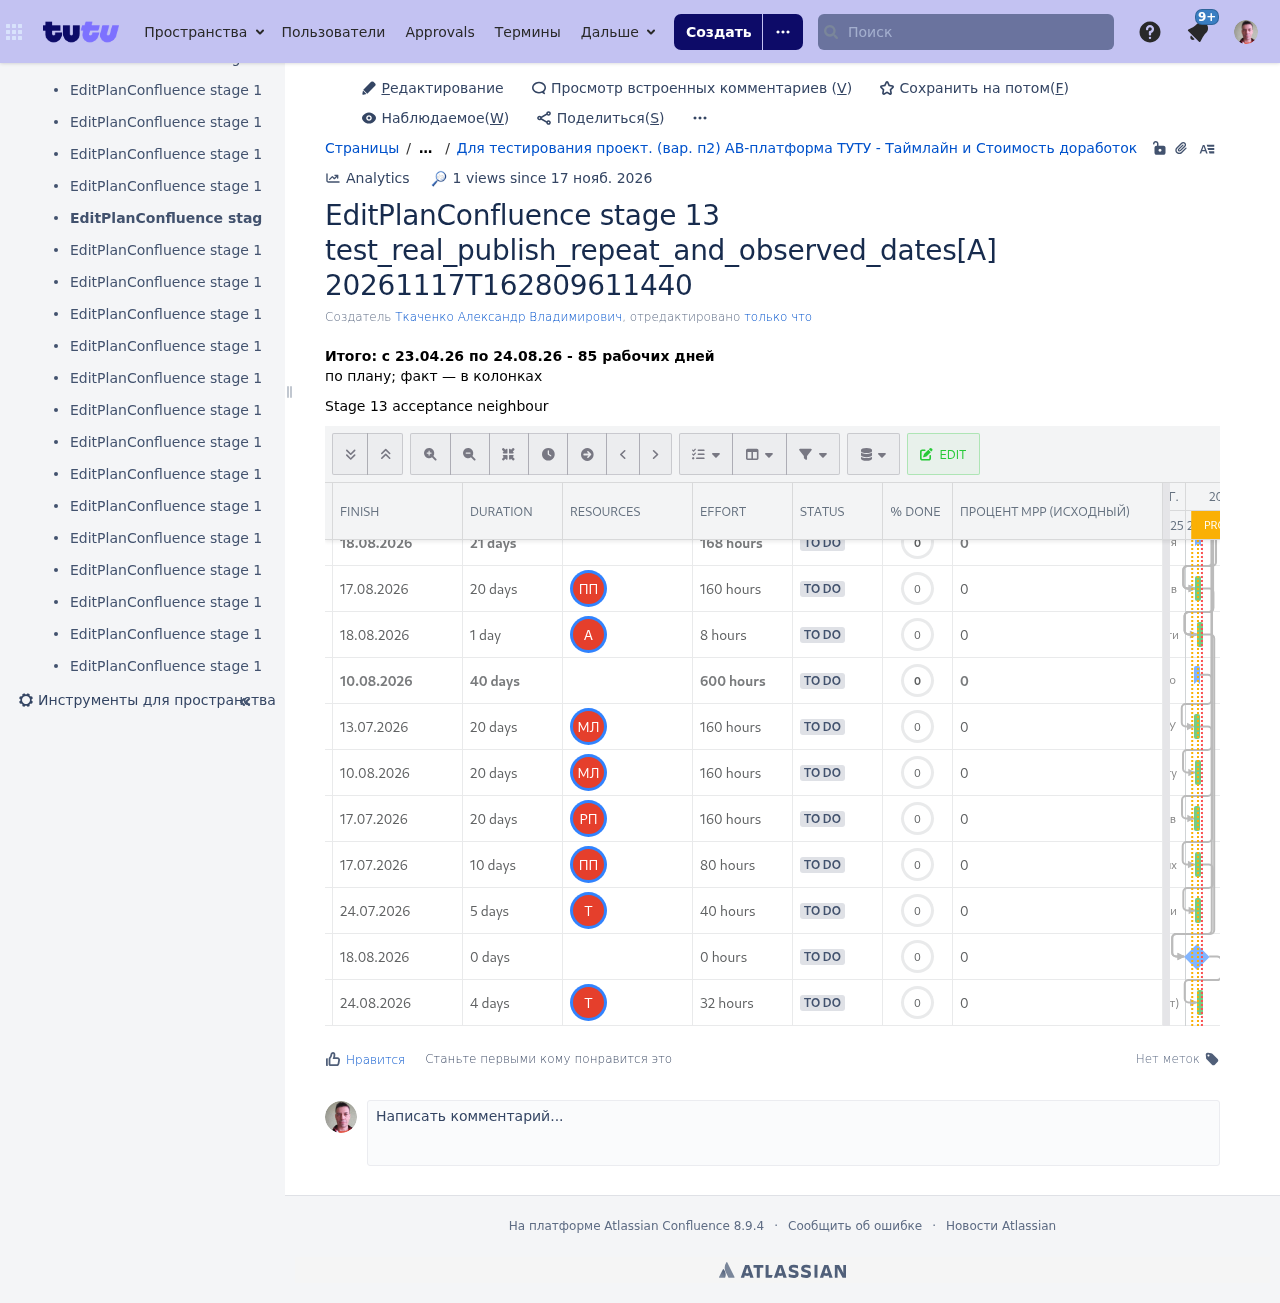 tutu
Пространства
Пользователи
Approvals
Термины
Дальше
Создать
Поиск
9+
EditPlanConfluence stage 1
EditPlanConfluence stage 1
EditPlanConfluence stage 1
EditPlanConfluence stage 1
EditPlanConfluence stag
EditPlanConfluence stage 1
EditPlanConfluence stage 1
EditPlanConfluence stage 1
EditPlanConfluence stage 1
EditPlanConfluence stage 1
EditPlanConfluence stage 1
EditPlanConfluence stage 1
EditPlanConfluence stage 1
EditPlanConfluence stage 1
EditPlanConfluence stage 1
EditPlanConfluence stage 1
EditPlanConfluence stage 1
EditPlanConfluence stage 1
EditPlanConfluence stage 1
Инструменты для пространства
Редактирование
Просмотр встроенных комментариев (V)
Сохранить на потом(F)
Наблюдаемое(W)
Поделиться(S)
Страницы / ... / Для тестирования проект. (вар. п2) АВ-платформа ТУТУ - Таймлайн и Стоимость доработок
Analytics
1 views since 17 нояб. 2026
EditPlanConfluence stage 13
test_real_publish_repeat_and_observed_dates[A]
20261117T162809611440
Создатель Ткаченко Александр Владимирович, отредактировано только что
Итого: с 23.04.26 по 24.08.26 - 85 рабочих дней
по плану; факт — в колонках
Stage 13 acceptance neighbour
EDIT
FINISH DURATION RESOURCES EFFORT STATUS % DONE ПРОЦЕНТ MPP (ИСХОДНЫЙ)
18.08.2026 21 days 168 hours TO DO 0 0
17.08.2026 20 days ПП 160 hours TO DO 0 0
18.08.2026 1 day А 8 hours TO DO 0 0
10.08.2026 40 days 600 hours TO DO 0 0
13.07.2026 20 days МЛ 160 hours TO DO 0 0
10.08.2026 20 days МЛ 160 hours TO DO 0 0
17.07.2026 20 days РП 160 hours TO DO 0 0
17.07.2026 10 days ПП 80 hours TO DO 0 0
24.07.2026 5 days Т 40 hours TO DO 0 0
18.08.2026 0 days 0 hours TO DO 0 0
24.08.2026 4 days Т 32 hours TO DO 0 0
Нравится
Станьте первыми кому понравится это
Нет меток
Написать комментарий...
На платформе Atlassian Confluence 8.9.4 · Сообщить об ошибке · Новости Atlassian
ATLASSIAN